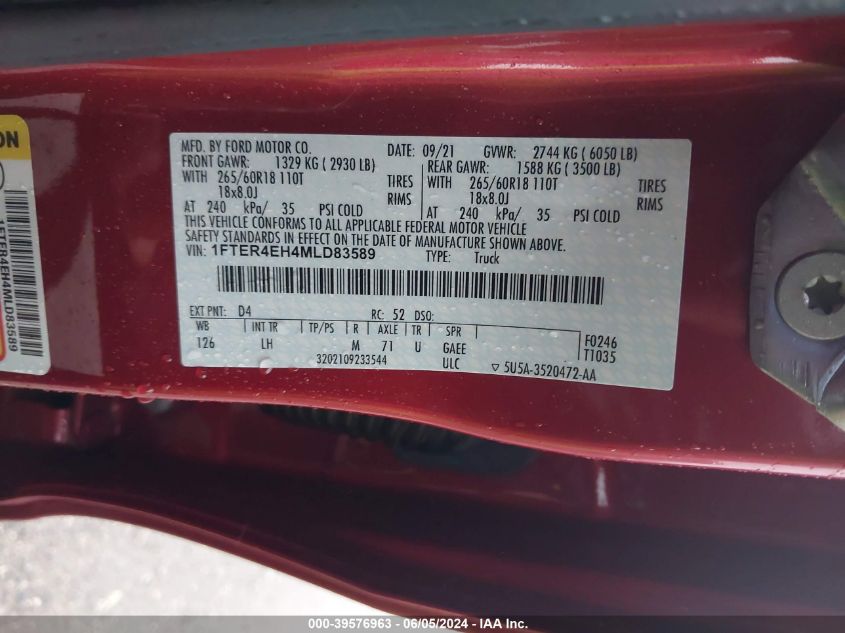 MFD. BY FORD MOTOR CO. DATE: 09/21 GVWR: 2744 KG ( 6050 LB)
FRONT GAWR: 1329 KG ( 2930 LB) REAR GAWR: 1588 KG ( 3500 LB)
WITH 265/60R18 110T TIRES WITH 265/60R18 110T TIRES
18x8.0J RIMS 18x8.0J RIMS
AT 240 kPa/ 35 PSI COLD AT 240 kPa/ 35 PSI COLD
THIS VEHICLE CONFORMS TO ALL APPLICABLE FEDERAL MOTOR VEHICLE
SAFETY STANDARDS IN EFFECT ON THE DATE OF MANUFACTURE SHOWN ABOVE.
VIN: 1FTER4EH4MLD83589 TYPE: Truck
EXT PNT: D4 RC: 52 DSO:
WB INT TR TP/PS R AXLE TR SPR
126 LH M 71 U GAEE F0246
ULC T1035
3202109233544 ▽ 5U5A-3520472-AA
ON
1FTER4EH4MLD83589
000-39576963 - 06/05/2024 - IAA Inc.